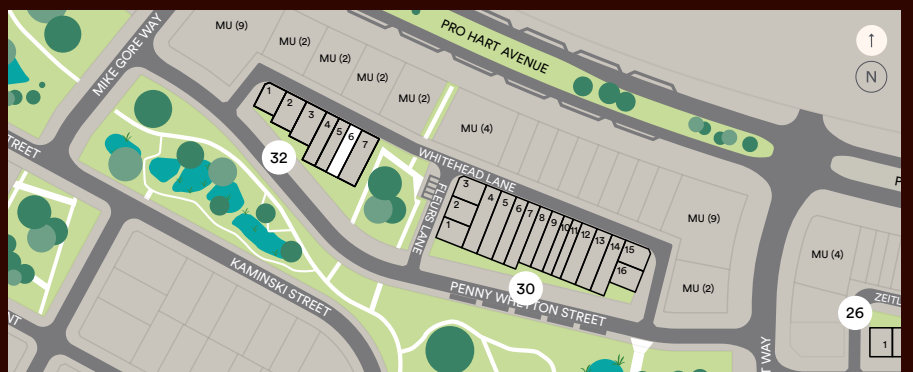 MU (9)
PRO HART AVENUE
↑
N
MIKE GORE WAY
MU (2)
MU (2)
MU (2)
MU (2)
1
2
3
4
5
6
7
MU (4)
32
WHITEHEAD LANE
FLEURS LANE
3
2
1
4
5
6
7
8
9
10
11
12
13
14
15
16
MU (9)
MU (4)
MU (2)
KAMINSKI STREET
30
PENNY WHETTON STREET
26
1